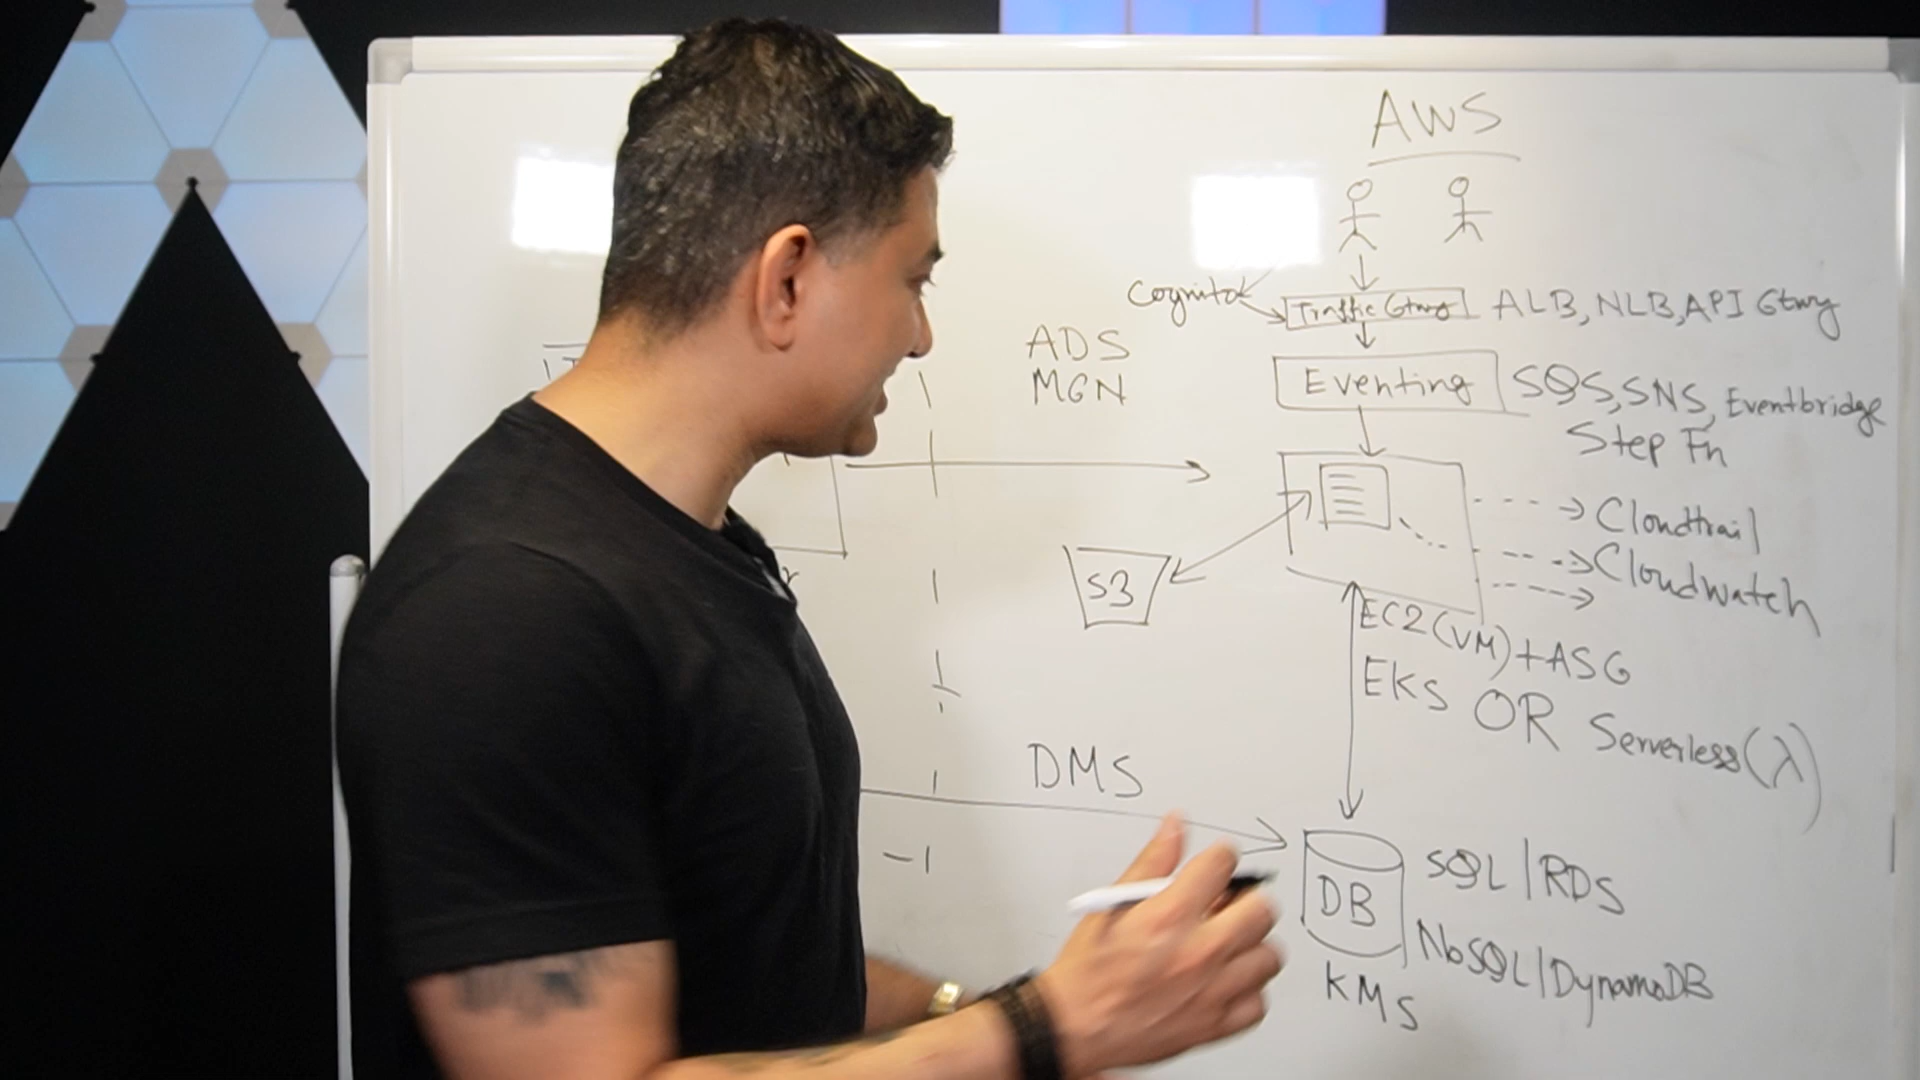 AWS
Cognito
Traffic Gtwy
ALB, NLB, API Gtwy
ADS
MGN
Eventing
SQS, SNS, Eventbridge
Step Fn
Cloudtrail
Cloudwatch
S3
EC2 (VM) + ASG
EKS OR Serverless (λ)
DMS
DB
SQL | RDS
NoSQL | DynamoDB
KMS